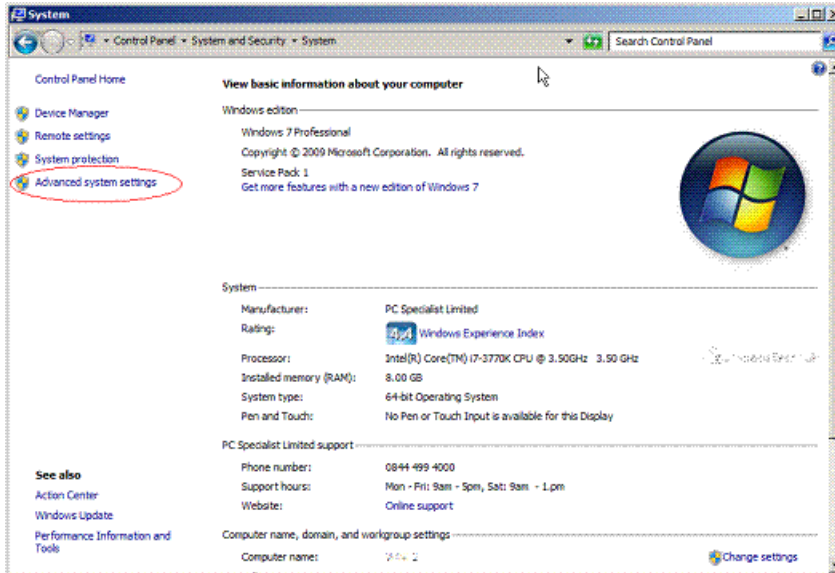 System
Control Panel System and Security System
Search Control Panel
Control Panel Home
Device Manager
Remote settings
System protection
Advanced system settings
View basic information about your computer
Windows edition
Windows 7 Professional
Copyright © 2009 Microsoft Corporation. All rights reserved.
Service Pack 1
Get more features with a new edition of Windows 7
System
Manufacturer: PC Specialist Limited
Rating: 4,4 Windows Experience Index
Processor: Intel(R) Core(TM) i7-3770K CPU @ 3.50GHz 3.50 GHz
Installed memory (RAM): 8.00 GB
System type: 64-bit Operating System
Pen and Touch: No Pen or Touch Input is available for this Display
PC Specialist Limited support
Phone number: 0844 499 4000
Support hours: Mon - Fri: 9am - 5pm, Sat: 9am - 1.pm
Website: Online support
Computer name, domain, and workgroup settings
Computer name:
Change settings
See also
Action Center
Windows Update
Performance Information and
Tools